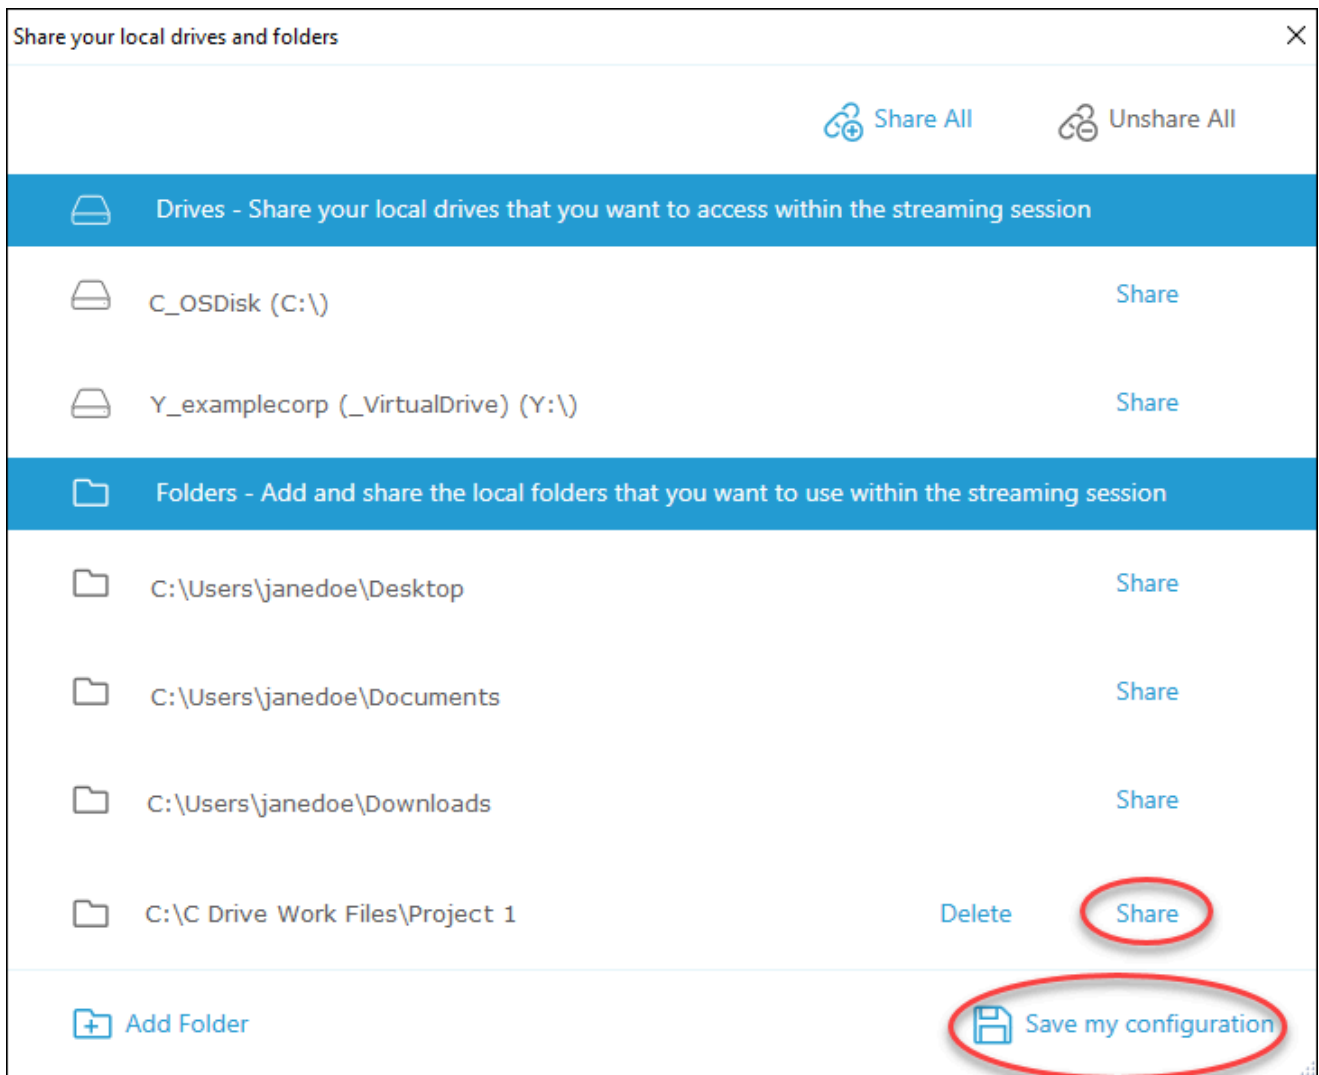 Share your local drives and folders
Share All
Unshare All
Drives - Share your local drives that you want to access within the streaming session
C_OSDisk (C:\)
Share
Y_examplecorp (_VirtualDrive) (Y:\)
Share
Folders - Add and share the local folders that you want to use within the streaming session
C:\Users\janedoe\Desktop
Share
C:\Users\janedoe\Documents
Share
C:\Users\janedoe\Downloads
Share
C:\C Drive Work Files\Project 1
Delete
Share
Add Folder
Save my configuration